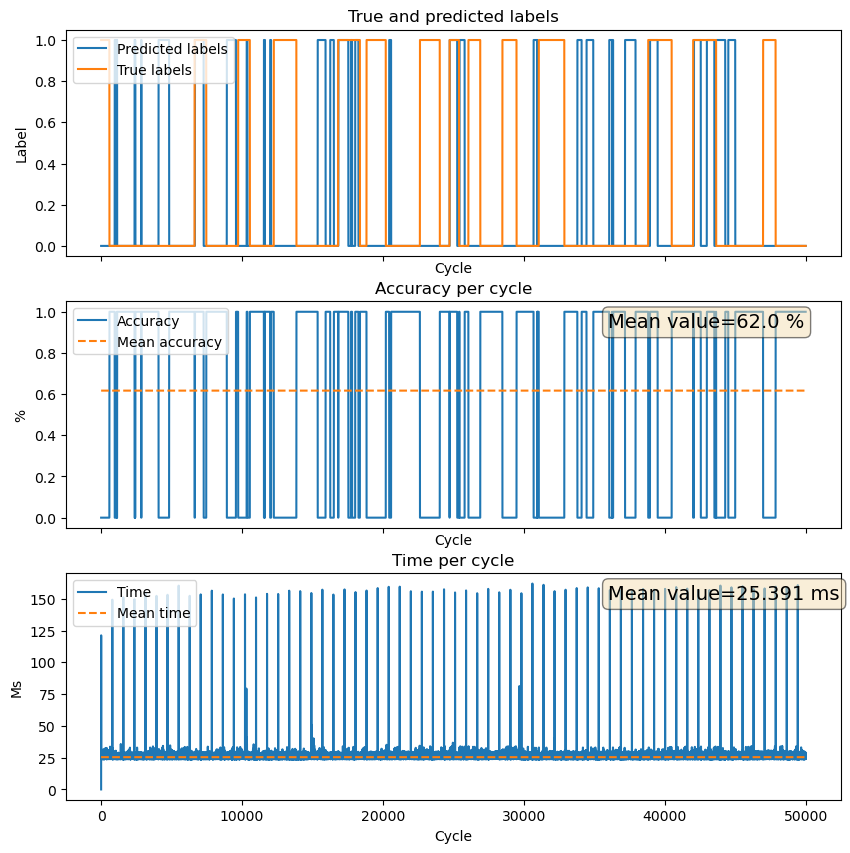 True and predicted labels
1.0
0.8
0.6
0.4
0.2
0.0
Label
Predicted labels
True labels
Cycle
Accuracy per cycle
1.0
0.8
0.6
0.4
0.2
0.0
%
Accuracy
Mean accuracy
Mean value=62.0 %
Cycle
Time per cycle
150
125
100
75
50
25
0
Ms
Time
Mean time
Mean value=25.391 ms
0 10000 20000 30000 40000 50000
Cycle